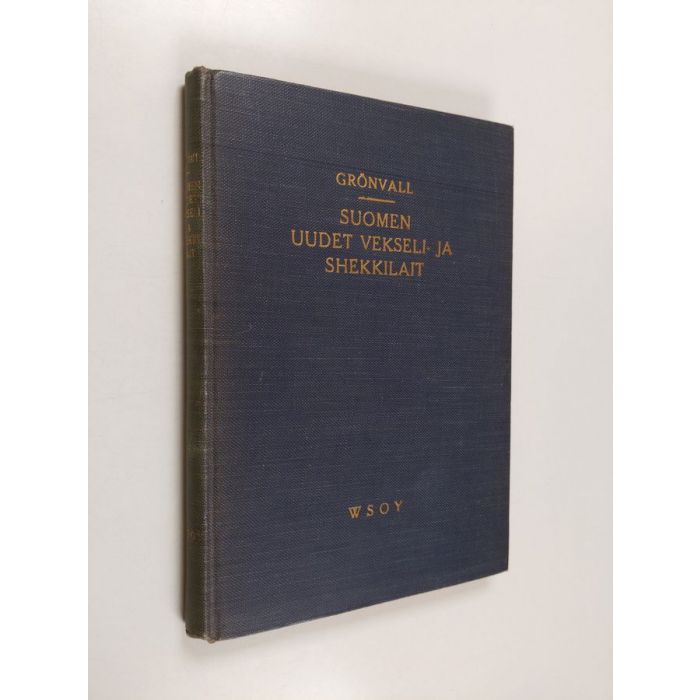 GRÖNVALL
SUOMEN
UUDET VEKSELI- JA
SHEKKILAIT
WSOY